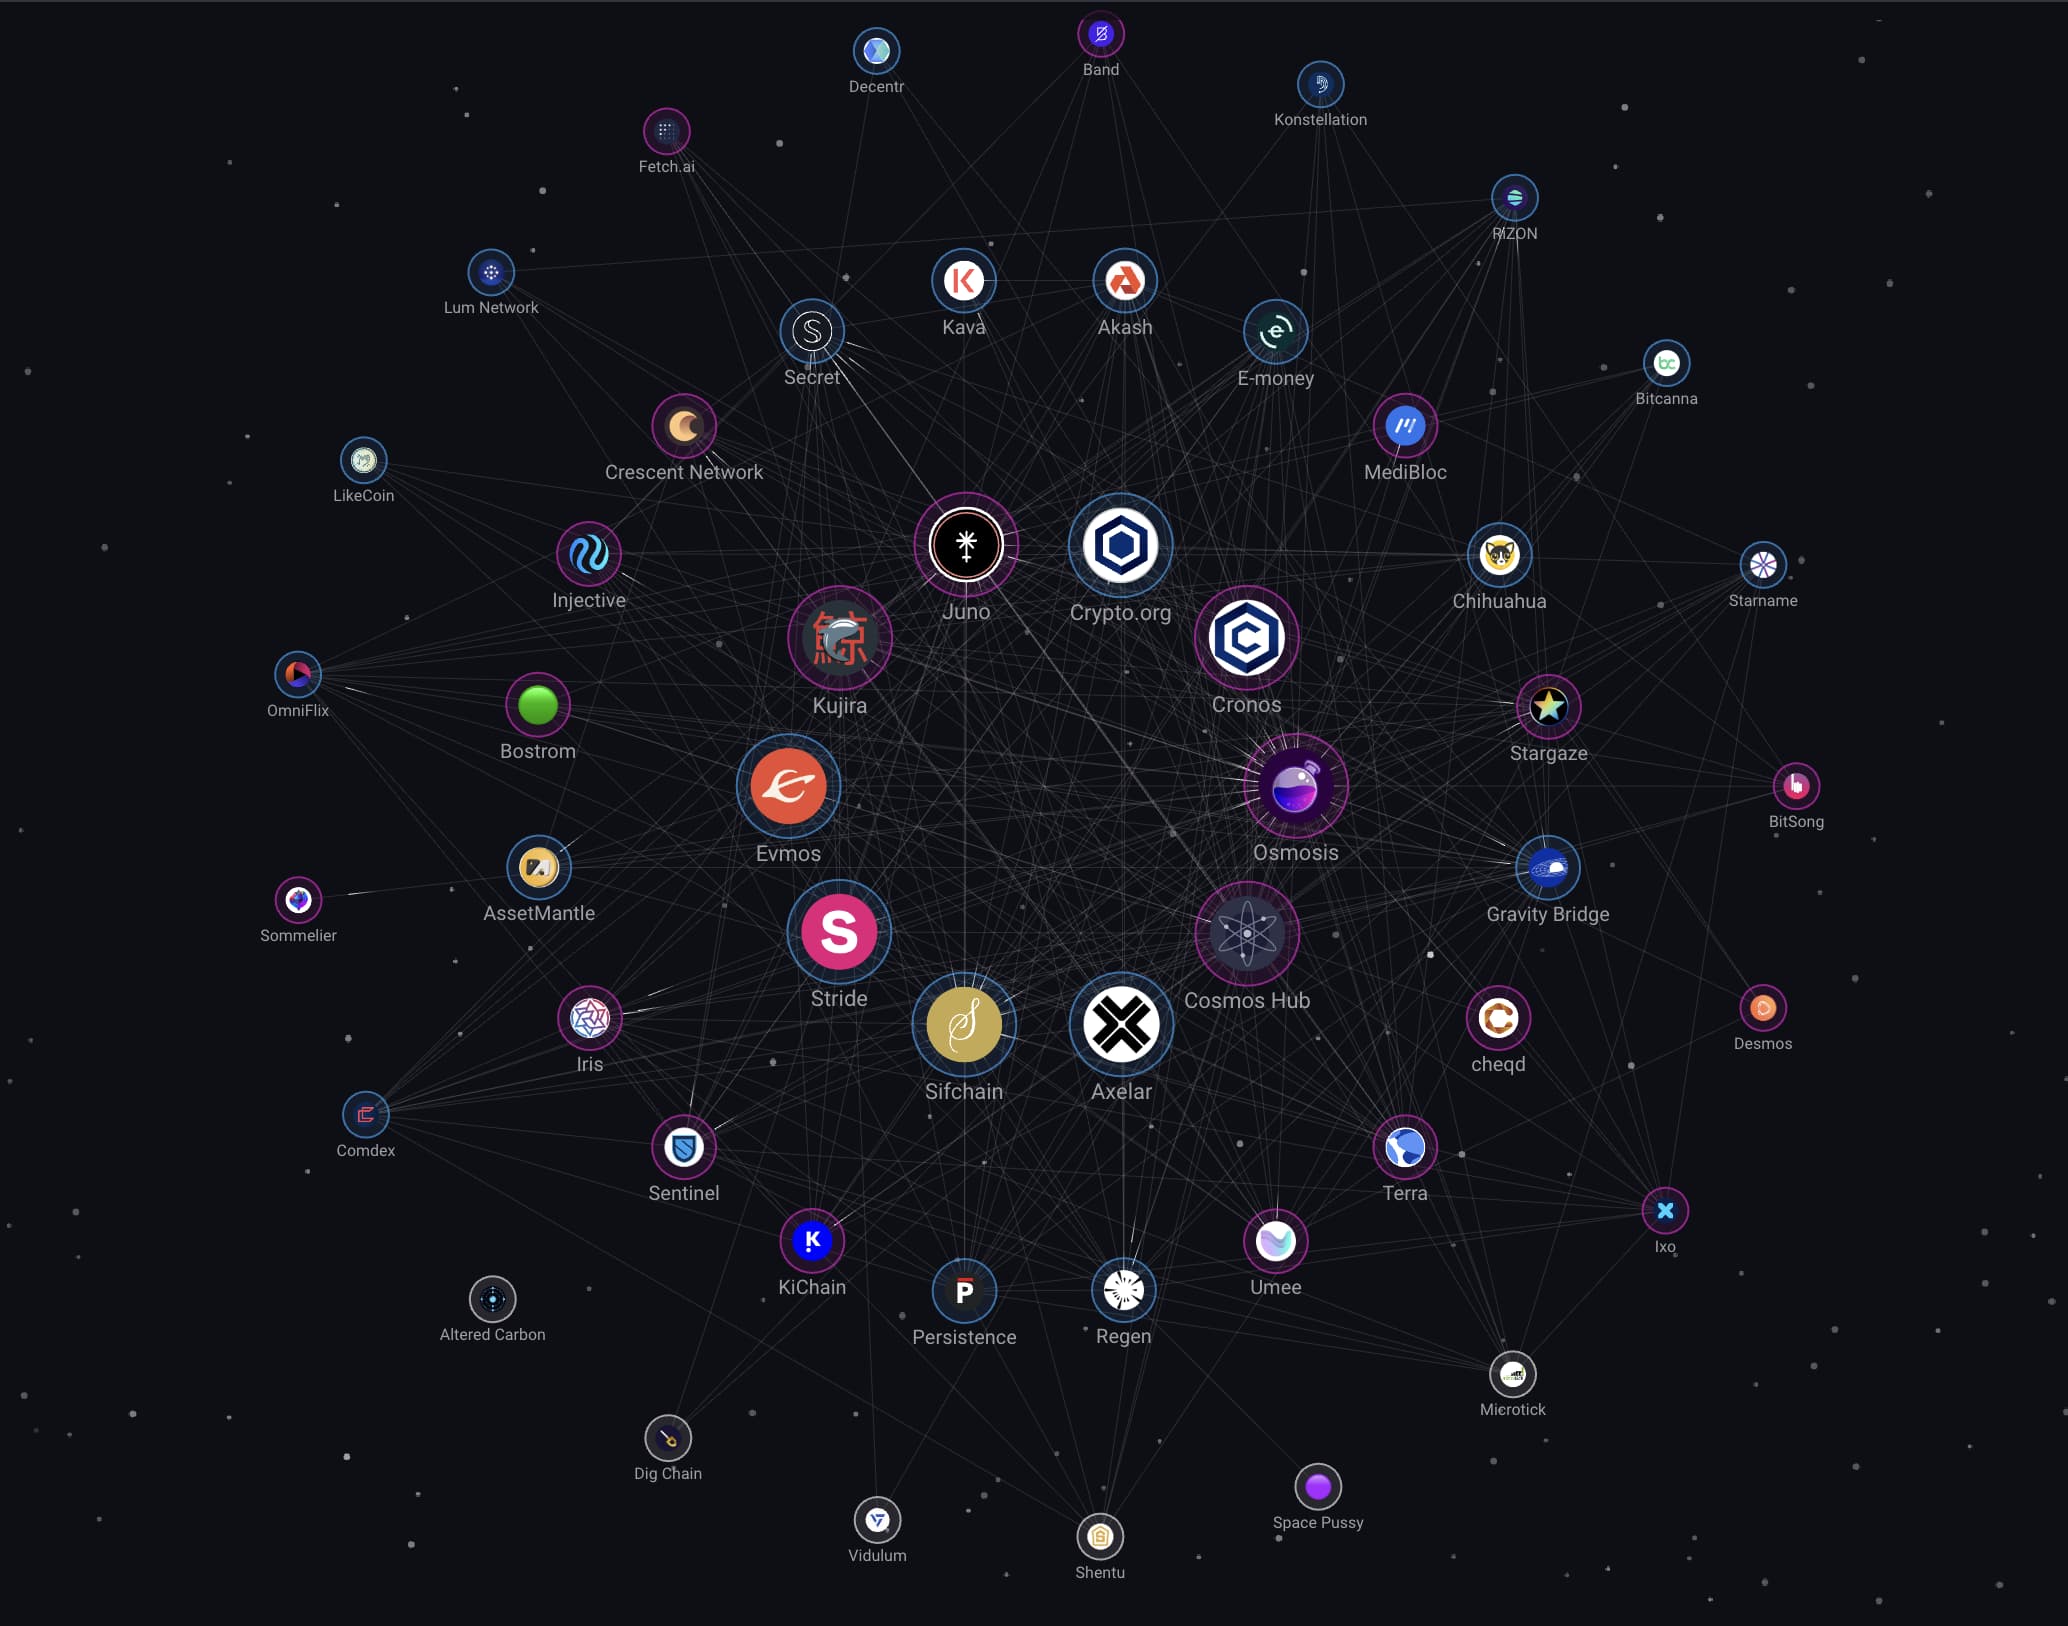 Band
Decentr
Konstellation
Fetch.ai
RIZON
Lum Network
Kava
Akash
Secret
E-money
Bitcanna
bc
Crescent Network
MediBloc
LikeCoin
Injective
Juno
Crypto.org
Chihuahua
Starname
鯨
Kujira
Cronos
OmniFlix
Bostrom
Stargaze
BitSong
Evmos
Osmosis
AssetMantle
Gravity Bridge
Sommelier
S
Stride
Cosmos Hub
Desmos
Iris
Sifchain
Axelar
cheqd
Comdex
Sentinel
Terra
K
KiChain
Umee
Ixo
P
Persistence
Regen
Altered Carbon
Microtick
Dig Chain
Space Pussy
Vidulum
Shentu